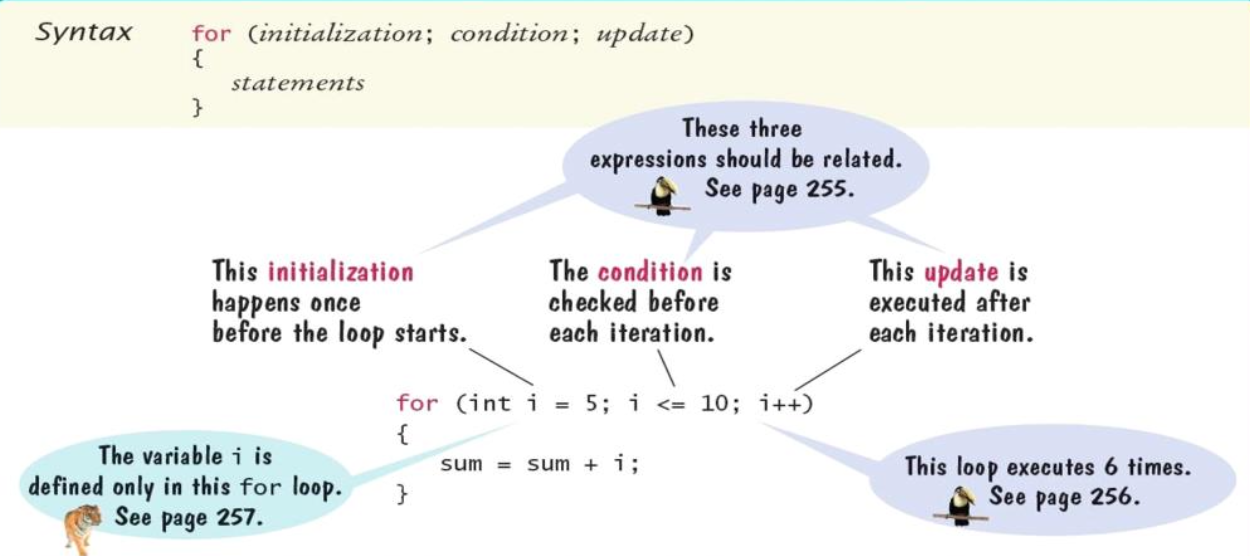 Syntax
for (initialization; condition; update)
{
statements
}
These three
expressions should be related.
See page 255.
This initialization
happens once
before the loop starts.
The condition is
checked before
each iteration.
This update is
executed after
each iteration.
for (int i = 5; i <= 10; i++)
{
sum = sum + i;
}
The variable i is
defined only in this for loop.
See page 257.
This loop executes 6 times.
See page 256.